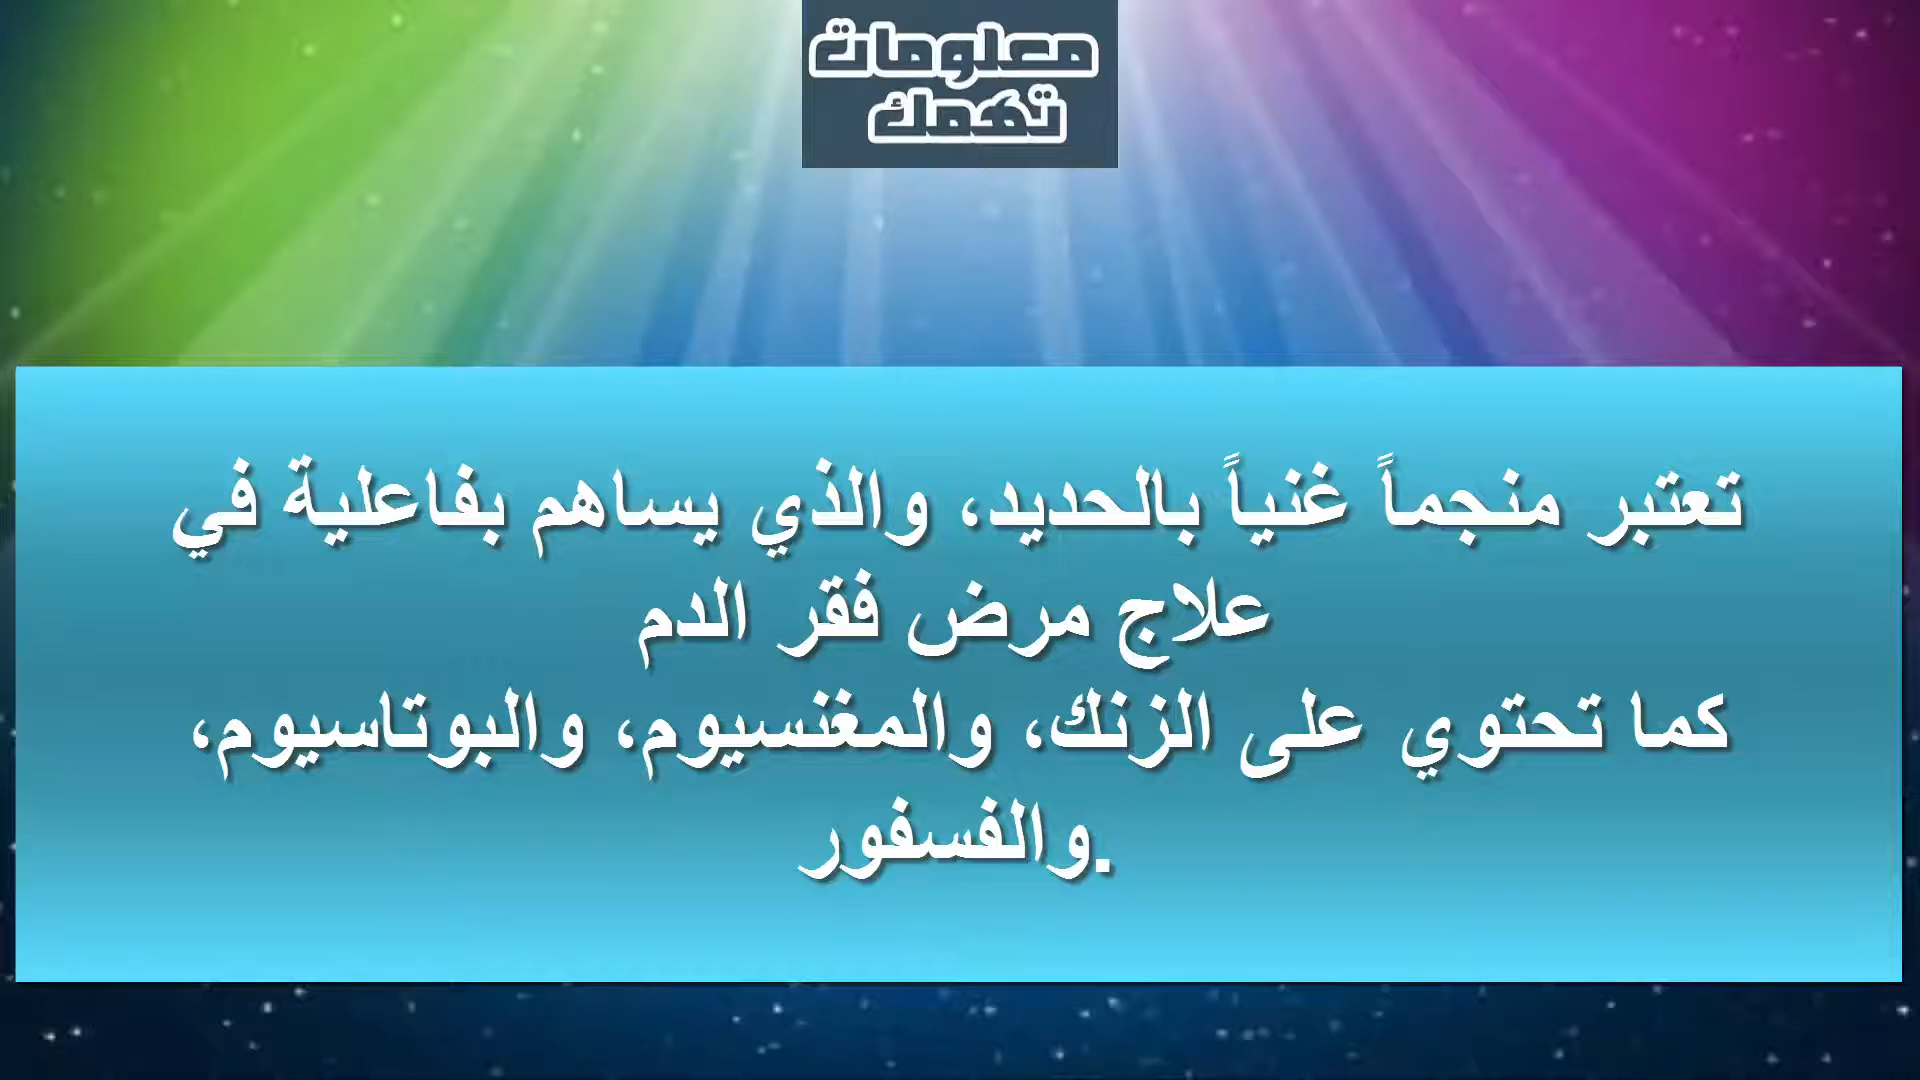 معلومات
تهمك
تعتبر منجماً غنياً بالحديد، والذي يساهم بفاعلية في
علاج مرض فقر الدم
كما تحتوي على الزنك، والمغنسيوم، والبوتاسيوم،
والفسفور.